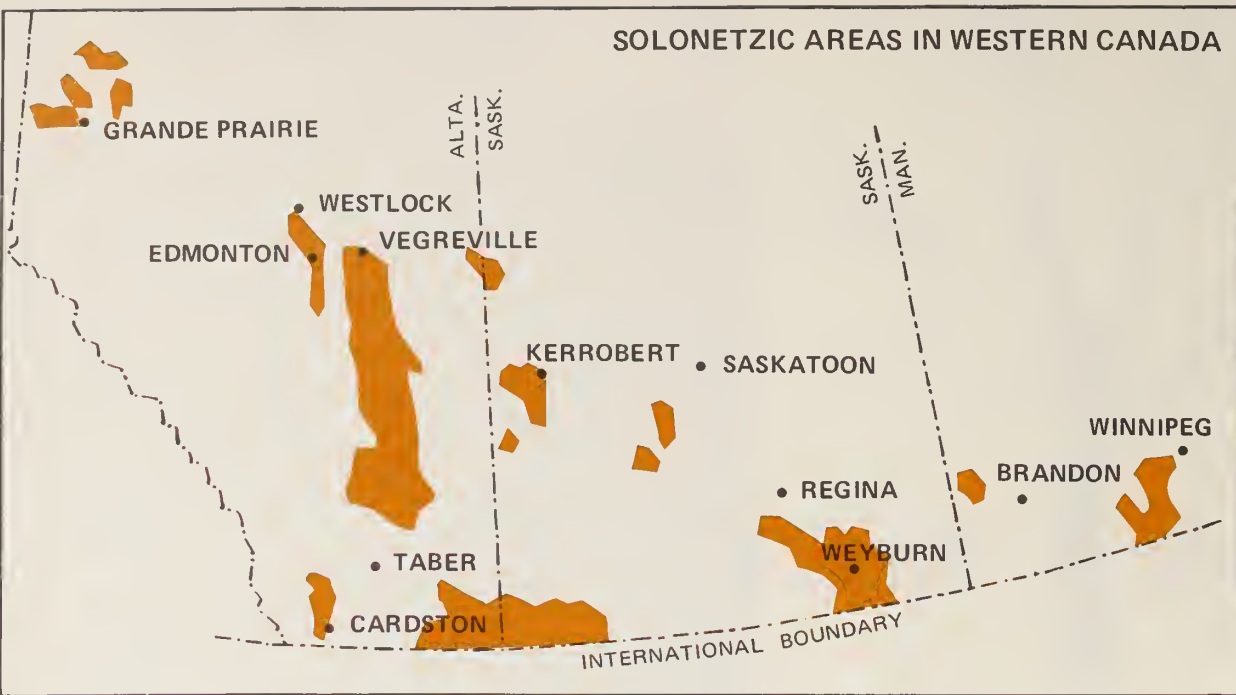 SOLONETZIC AREAS IN WESTERN CANADA
ALTA.
SASK.
SASK.
MAN.
GRANDE PRAIRIE
WESTLOCK
EDMONTON
VEGREVILLE
KERROBERT
SASKATOON
WINNIPEG
BRANDON
REGINA
WEYBURN
TABER
CARDSTON
INTERNATIONAL BOUNDARY